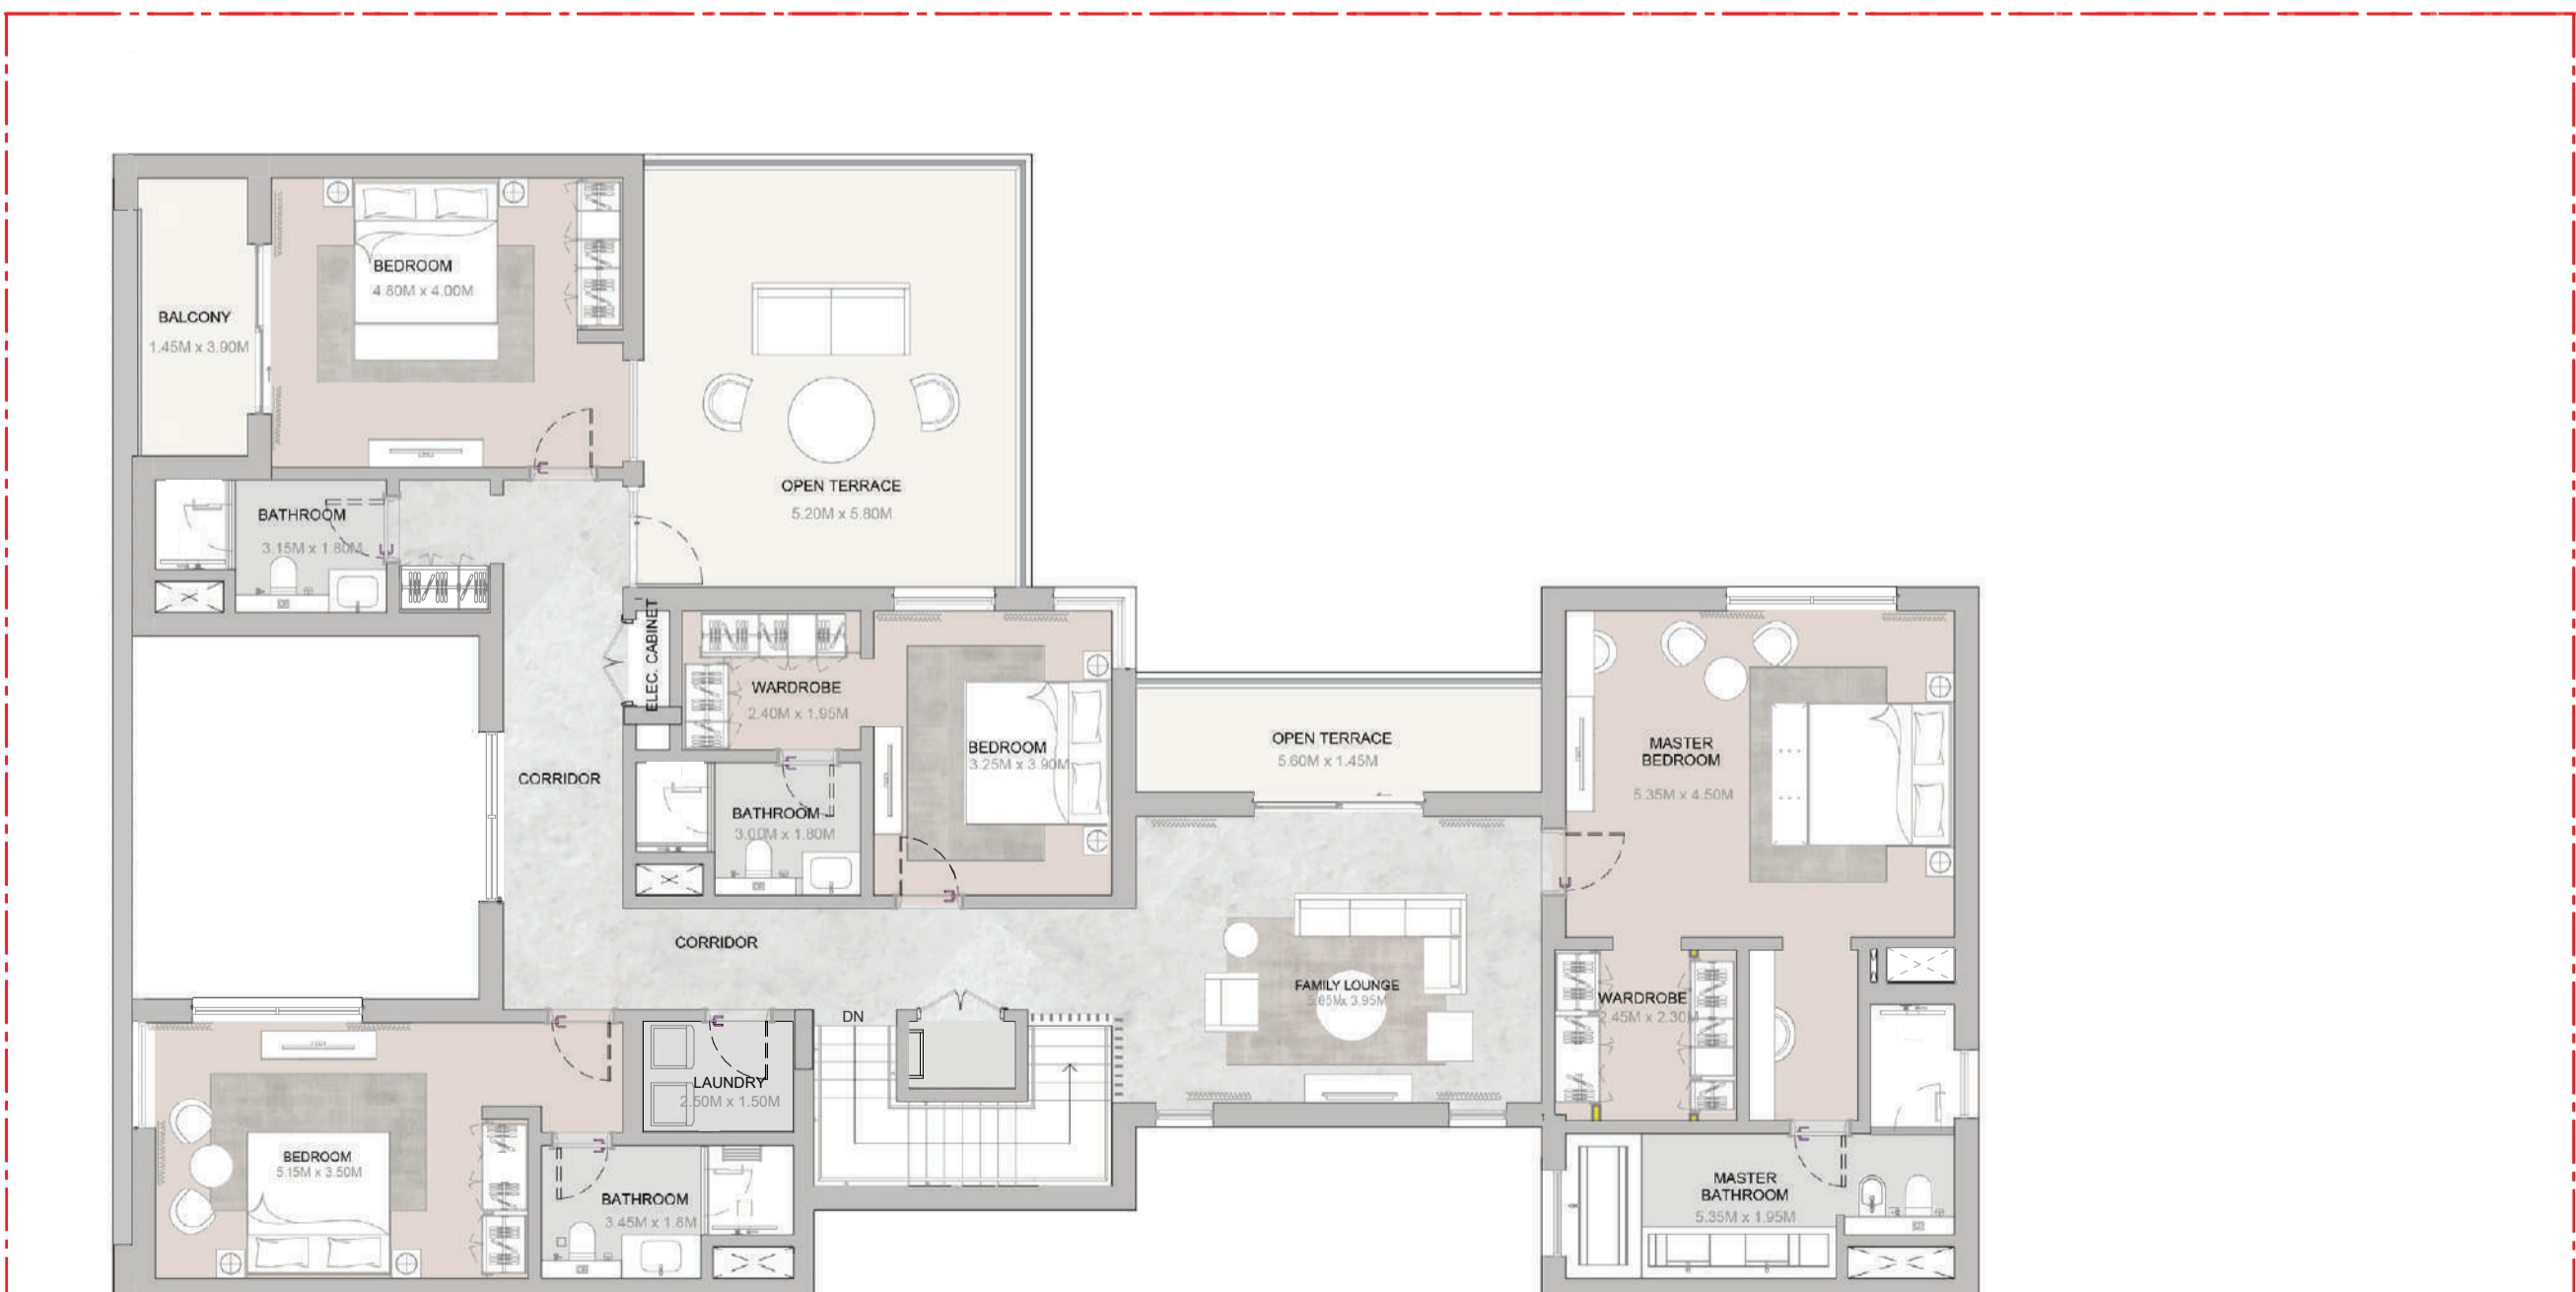 BEDROOM
4.80M x 4.00M
BALCONY
1.45M x 3.90M
OPEN TERRACE
5.20M x 5.80M
BATHROOM
3.15M x 1.80M
ELEC. CABINET
WARDROBE
2.40M x 1.95M
BEDROOM
3.25M x 3.90M
OPEN TERRACE
5.60M x 1.45M
MASTER
BEDROOM
5.35M x 4.50M
CORRIDOR
BATHROOM
3.00M x 1.80M
CORRIDOR
FAMILY LOUNGE
5.65M x 3.95M
WARDROBE
2.45M x 2.30M
DN
LAUNDRY
2.50M x 1.50M
BEDROOM
5.15M x 3.50M
BATHROOM
3.45M x 1.8M
MASTER
BATHROOM
5.35M x 1.95M